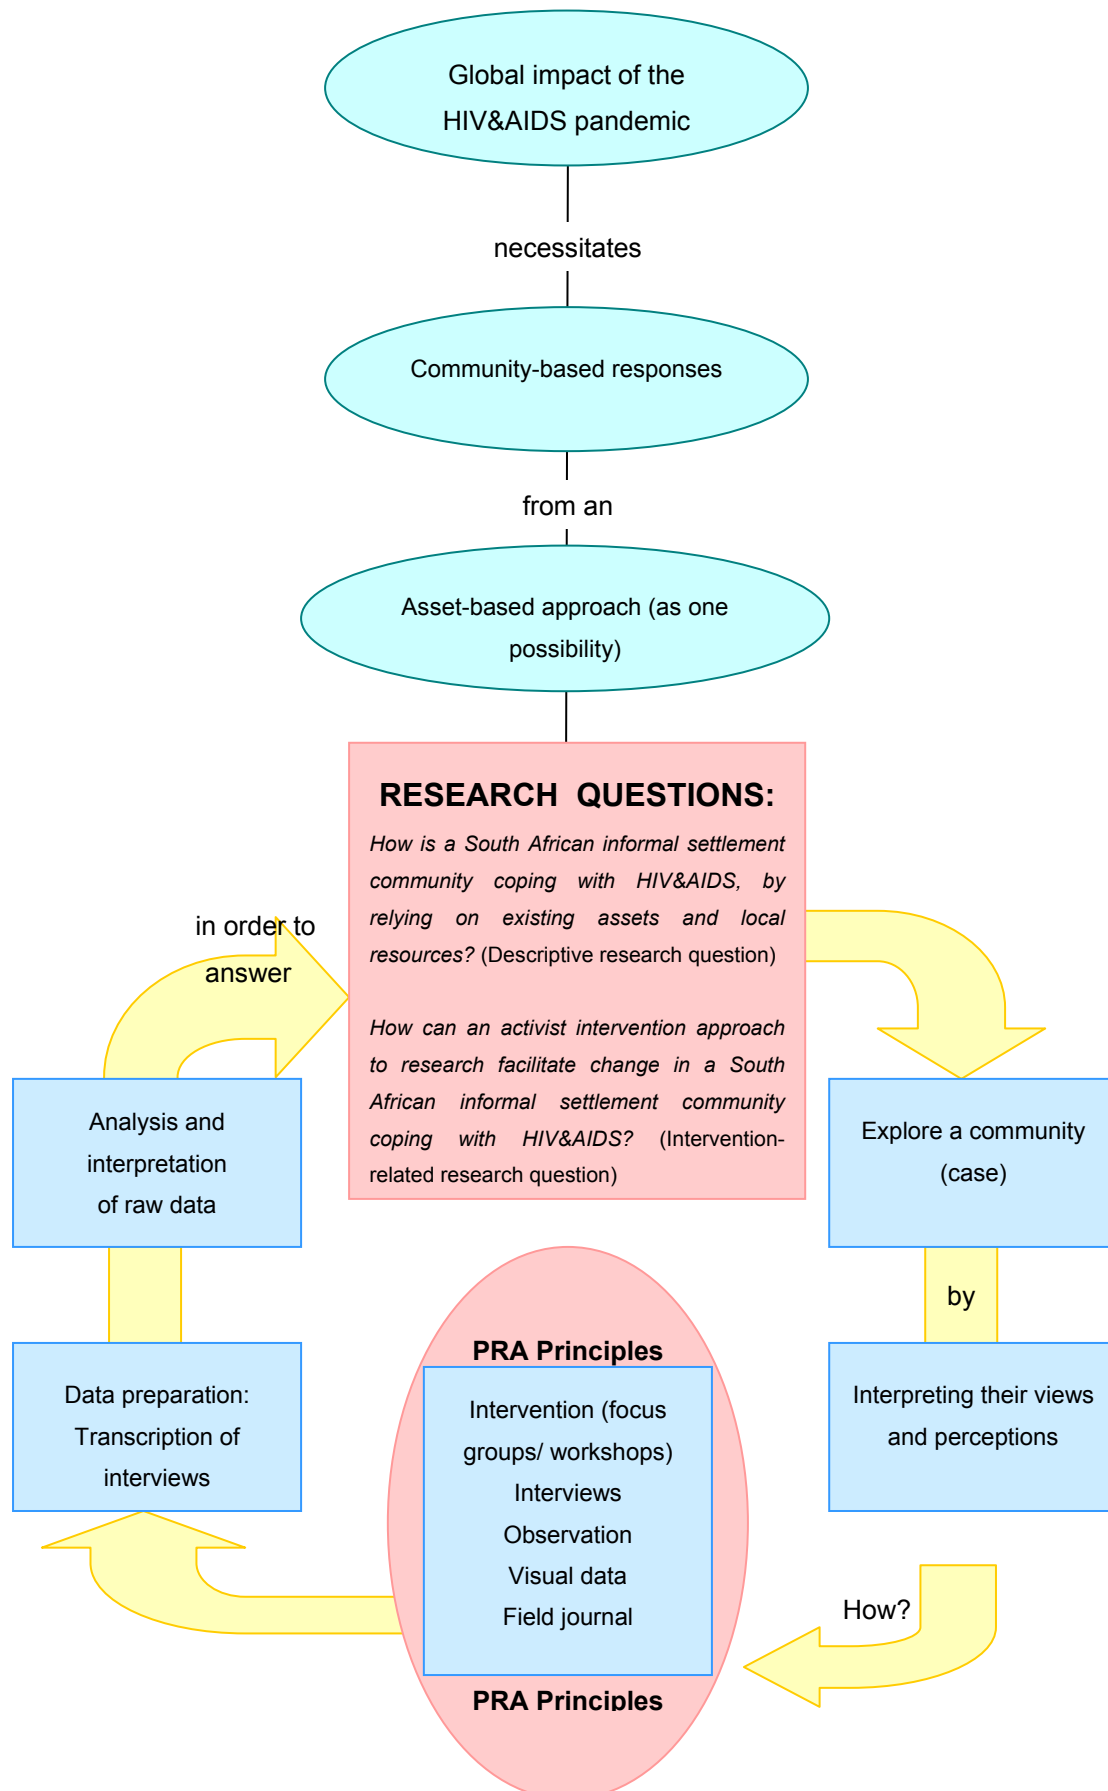 Global impact of the
HIV&AIDS pandemic
necessitates
Community-based responses
from an
Asset-based approach (as one
possibility)
RESEARCH QUESTIONS:
How is a South African informal settlement
community coping with HIV&AIDS, by
relying on existing assets and local
resources? (Descriptive research question)
How can an activist intervention approach
to research facilitate change in a South
African informal settlement community
coping with HIV&AIDS? (Intervention-
related research question)
Explore a community
(case)
by
Interpreting their views
and perceptions
How?
PRA Principles
Intervention (focus
groups/ workshops)
Interviews
Observation
Visual data
Field journal
PRA Principles
Data preparation:
Transcription of
interviews
Analysis and
interpretation
of raw data
in order to
answer